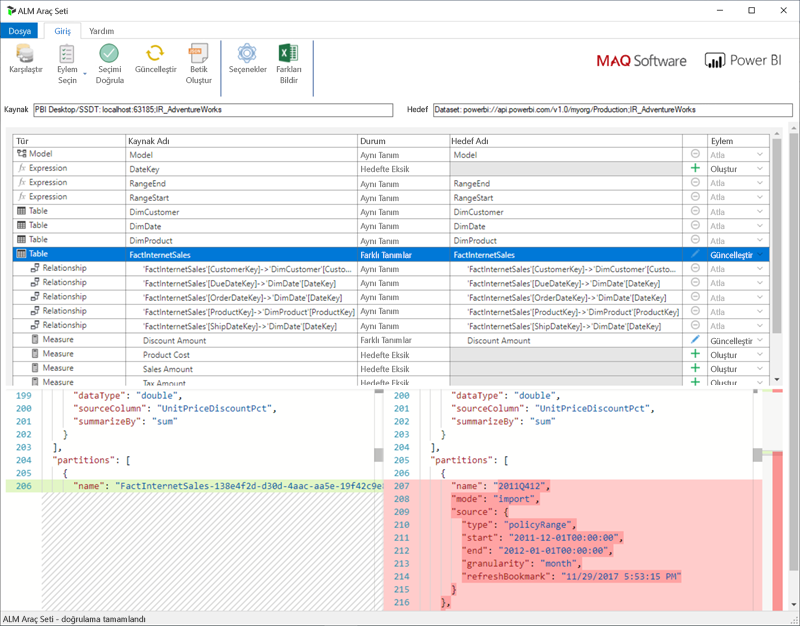 ALM Araç Seti
Dosya Giriş Yardım
Karşılaştır Eylem Seçin Seçimi Doğrula Güncelleştir Betik Oluştur Seçenekler Farkları Bildir
MAQ Software Power BI
Kaynak PBI Desktop/SSDT: localhost:63185;IR_AdventureWorks Hedef Dataset: powerbi://api.powerbi.com/v1.0/myorg/Production;IR_AdventureWorks
Tür Kaynak Adı Durum Hedef Adı Eylem
Model Model Aynı Tanım Model Atla
Expression DateKey Hedefte Eksik Oluştur
Expression RangeEnd Aynı Tanım RangeEnd Atla
Expression RangeStart Aynı Tanım RangeStart Atla
Table DimCustomer Aynı Tanım DimCustomer Atla
Table DimDate Aynı Tanım DimDate Atla
Table DimProduct Aynı Tanım DimProduct Atla
Table FactInternetSales Farklı Tanımlar FactInternetSales Güncelleştir
Relationship 'FactInternetSales'[CustomerKey]->'DimCustomer'[Custo... Aynı Tanım 'FactInternetSales'[CustomerKey]->'DimCustomer'[Custo... Atla
Relationship 'FactInternetSales'[DueDateKey]->'DimDate'[DateKey] Aynı Tanım 'FactInternetSales'[DueDateKey]->'DimDate'[DateKey] Atla
Relationship 'FactInternetSales'[OrderDateKey]->'DimDate'[DateKey] Aynı Tanım 'FactInternetSales'[OrderDateKey]->'DimDate'[DateKey] Atla
Relationship 'FactInternetSales'[ProductKey]->'DimProduct'[ProductKey] Aynı Tanım 'FactInternetSales'[ProductKey]->'DimProduct'[ProductKey] Atla
Relationship 'FactInternetSales'[ShipDateKey]->'DimDate'[DateKey] Aynı Tanım 'FactInternetSales'[ShipDateKey]->'DimDate'[DateKey] Atla
Measure Discount Amount Farklı Tanımlar Discount Amount Güncelleştir
Measure Product Cost Hedefte Eksik Oluştur
Measure Sales Amount Hedefte Eksik Oluştur
Measure Tax Amount Hedefte Eksik Oluştur
199 "dataType": "double", 200 "dataType": "double",
200 "sourceColumn": "UnitPriceDiscountPct", 201 "sourceColumn": "UnitPriceDiscountPct",
201 "summarizeBy": "sum" 202 "summarizeBy": "sum"
202 } 203 }
203 ], 204 ],
204 "partitions": [ 205 "partitions": [
205 { 206 {
206 "name": "FactInternetSales-138e4f2d-d30d-4aac-aa5e-19f42c9e 207 "name": "2011Q412",
208 "mode": "import",
209 "source": {
210 "type": "policyRange",
211 "start": "2011-12-01T00:00:00",
212 "end": "2012-01-01T00:00:00",
213 "granularity": "month",
214 "refreshBookmark": "11/29/2017 5:53:15 PM"
215 }
216 },
ALM Araç Seti - doğrulama tamamlandı